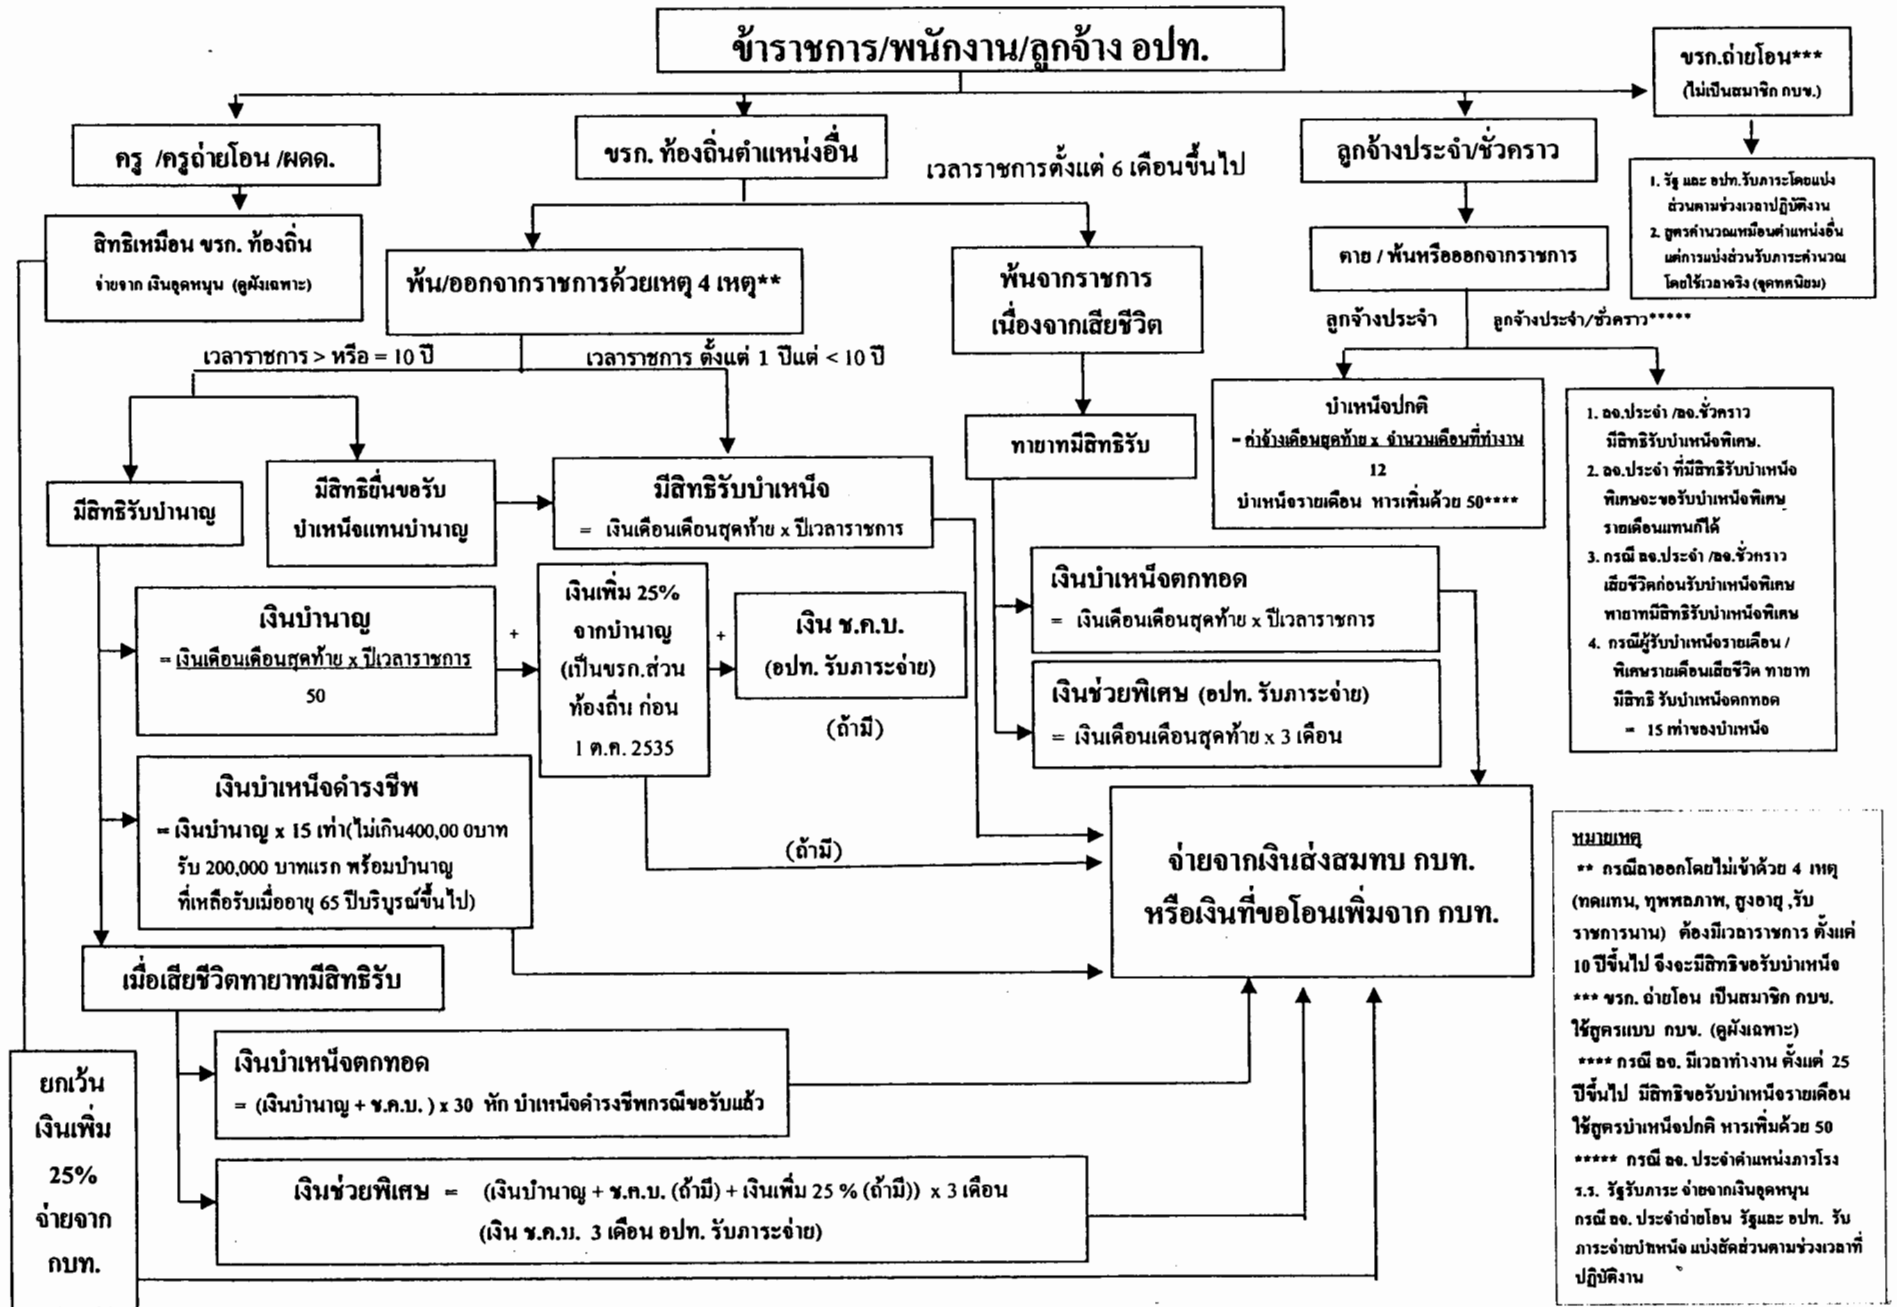 ข้าราชการ/พนักงาน/ลูกจ้าง อปท.
ขรก.ถ่ายโอน***
(ไม่เป็นสมาชิก กบข.)
ครู /ครูถ่ายโอน /ผดด.
ขรก. ท้องถิ่นตำแหน่งอื่น
เวลาราชการตั้งแต่ 6 เดือนขึ้นไป
ลูกจ้างประจำ/ชั่วคราว
1. รัฐ และ อปท.รับภาระโดยแบ่ง
ส่วนตามช่วงเวลาปฏิบัติงาน
2. สูตรคำนวณเหมือนตำแหน่งอื่น
แต่การแบ่งส่วนรับภาระคำนวณ
โดยใช้เวลาจริง (จุดทศนิยม)
สิทธิเหมือน ขรก. ท้องถิ่น
จ่ายจาก เงินอุดหนุน (ดูผังเฉพาะ)
พ้น/ออกจากราชการด้วยเหตุ 4 เหตุ**
พ้นจากราชการ
เนื่องจากเสียชีวิต
ตาย / พ้นหรือออกจากราชการ
ลูกจ้างประจำ
ลูกจ้างประจำ/ชั่วคราว*****
เวลาราชการ > หรือ = 10 ปี
เวลาราชการ ตั้งแต่ 1 ปีแต่ < 10 ปี
มีสิทธิรับบำนาญ
มีสิทธิยื่นขอรับ
บำเหน็จแทนบำนาญ
มีสิทธิรับบำเหน็จ
= เงินเดือนเดือนสุดท้าย x ปีเวลาราชการ
ทายาทมีสิทธิรับ
บำเหน็จปกติ
= ค่าจ้างเดือนสุดท้าย x จำนวนเดือนที่ทำงาน
12
บำเหน็จรายเดือน หารเพิ่มด้วย 50****
1. ลจ.ประจำ /ลจ.ชั่วคราว
มีสิทธิรับบำเหน็จพิเศษ.
2. ลจ.ประจำ ที่มีสิทธิรับบำเหน็จ
พิเศษจะขอรับบำเหน็จพิเศษ
รายเดือนแทนก็ได้
3. กรณี ลจ.ประจำ /ลจ.ชั่วคราว
เสียชีวิตก่อนรับบำเหน็จพิเศษ
ทายาทมีสิทธิรับบำเหน็จพิเศษ
4. กรณีผู้รับบำเหน็จรายเดือน /
พิเศษรายเดือนเสียชีวิต ทายาท
มีสิทธิ รับบำเหน็จตกทอด
= 15 เท่าของบำเหน็จ
เงินบำนาญ
= เงินเดือนเดือนสุดท้าย x ปีเวลาราชการ
50
+
เงินเพิ่ม 25%
จากบำนาญ
(เป็นขรก.ส่วน
ท้องถิ่น ก่อน
1 ต.ค. 2535
+
เงิน ช.ค.บ.
(อปท. รับภาระจ่าย)
(ถ้ามี)
เงินบำเหน็จตกทอด
= เงินเดือนเดือนสุดท้าย x ปีเวลาราชการ
เงินช่วยพิเศษ (อปท. รับภาระจ่าย)
= เงินเดือนเดือนสุดท้าย x 3 เดือน
เงินบำเหน็จดำรงชีพ
= เงินบำนาญ x 15 เท่า(ไม่เกิน400,00 0บาท
รับ 200,000 บาทแรก พร้อมบำนาญ
ที่เหลือรับเมื่ออายุ 65 ปีบริบูรณ์ขึ้นไป)
(ถ้ามี)
จ่ายจากเงินส่งสมทบ กบท.
หรือเงินที่ขอโอนเพิ่มจาก กบท.
เมื่อเสียชีวิตทายาทมีสิทธิรับ
เงินบำเหน็จตกทอด
= (เงินบำนาญ + ช.ค.บ. ) x 30 หัก บำเหน็จดำรงชีพกรณีขอรับแล้ว
เงินช่วยพิเศษ = (เงินบำนาญ + ช.ค.บ. (ถ้ามี) + เงินเพิ่ม 25 % (ถ้ามี)) x 3 เดือน
(เงิน ช.ค.บ. 3 เดือน อปท. รับภาระจ่าย)
ยกเว้น
เงินเพิ่ม
25%
จ่ายจาก
กบท.
หมายเหตุ
** กรณีลาออกโดยไม่เข้าด้วย 4 เหตุ
(ทดแทน, ทุพพลภาพ, สูงอายุ ,รับ
ราชการนาน) ต้องมีเวลาราชการ ตั้งแต่
10 ปีขึ้นไป จึงจะมีสิทธิขอรับบำเหน็จ
*** ขรก. ถ่ายโอน เป็นสมาชิก กบข.
ใช้สูตรแบบ กบข. (ดูผังเฉพาะ)
**** กรณี ลจ. มีเวลาทำงาน ตั้งแต่ 25
ปีขึ้นไป มีสิทธิขอรับบำเหน็จรายเดือน
ใช้สูตรบำเหน็จปกติ หารเพิ่มด้วย 50
***** กรณี ลจ. ประจำตำแหน่งภารโรง
ร.ร. รัฐรับภาระ จ่ายจากเงินอุดหนุน
กรณี ลจ. ประจำถ่ายโอน รัฐและ อปท. รับ
ภาระจ่ายบำเหน็จ แบ่งสัดส่วนตามช่วงเวลาที่
ปฏิบัติงาน